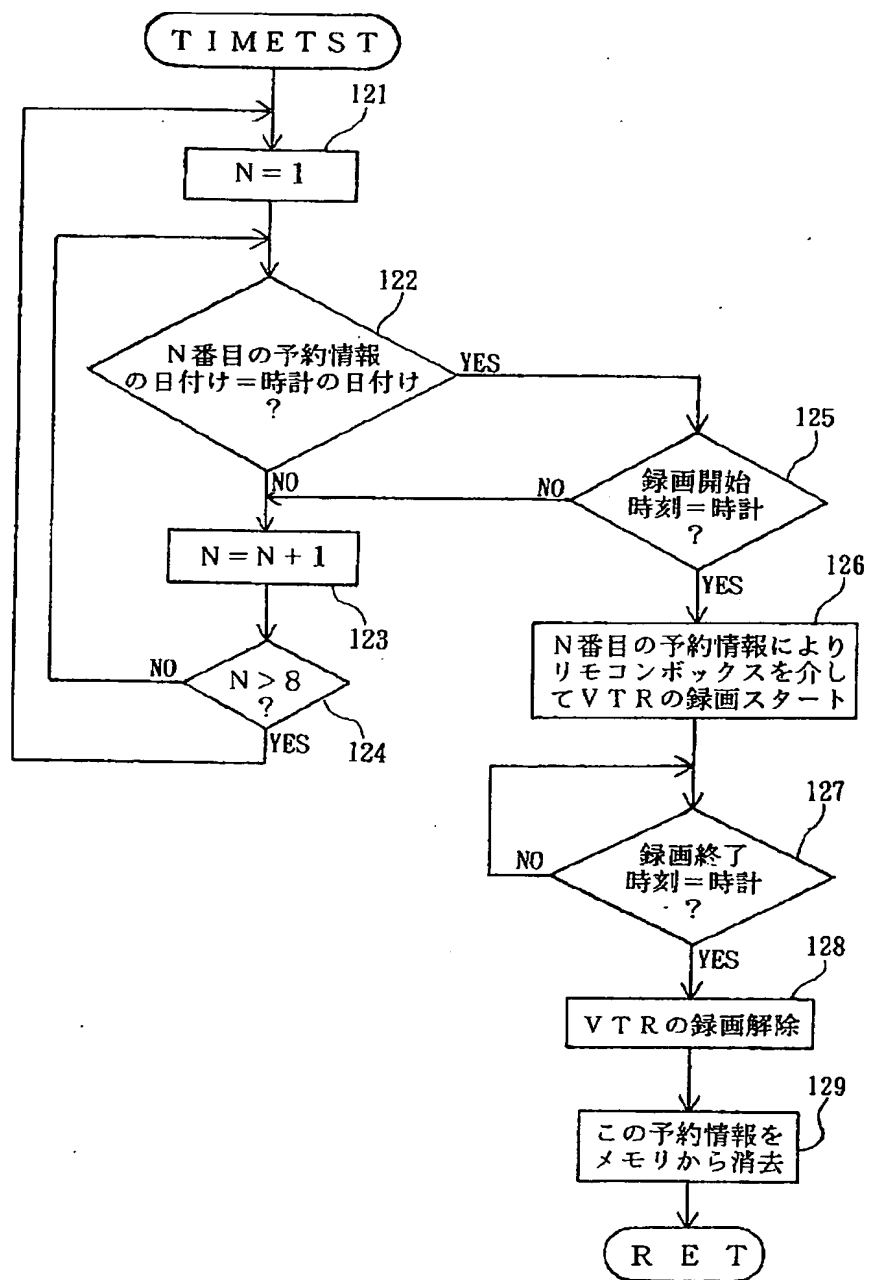 TIMETST
121
N=1
122
N番目の予約情報
の日付け=時計の日付け
?
YES
NO
125
録画開始
時刻=時計
?
NO
YES
N=N+1
123
N>8
?
NO
YES
124
126
N番目の予約情報により
リモコンボックスを介し
てVTRの録画スタート
127
録画終了
時刻=時計
?
NO
YES
128
VTRの録画解除
129
この予約情報を
メモリから消去
RET